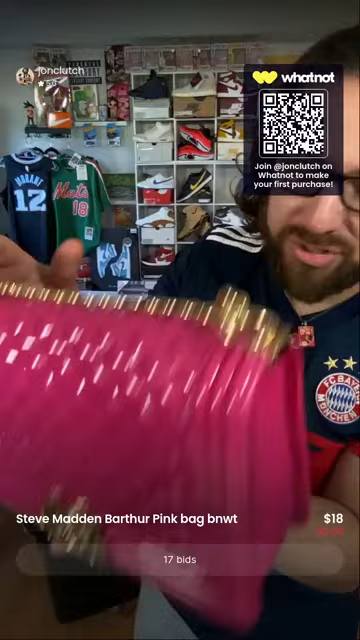 jonclutch
whatnot
Join @jonclutch on
Whatnot to make
your first purchase!
MORANT
12
Mets
18
FC BAYERN
MÜNCHEN
Steve Madden Barthur Pink bag bnwt
$18
17 bids